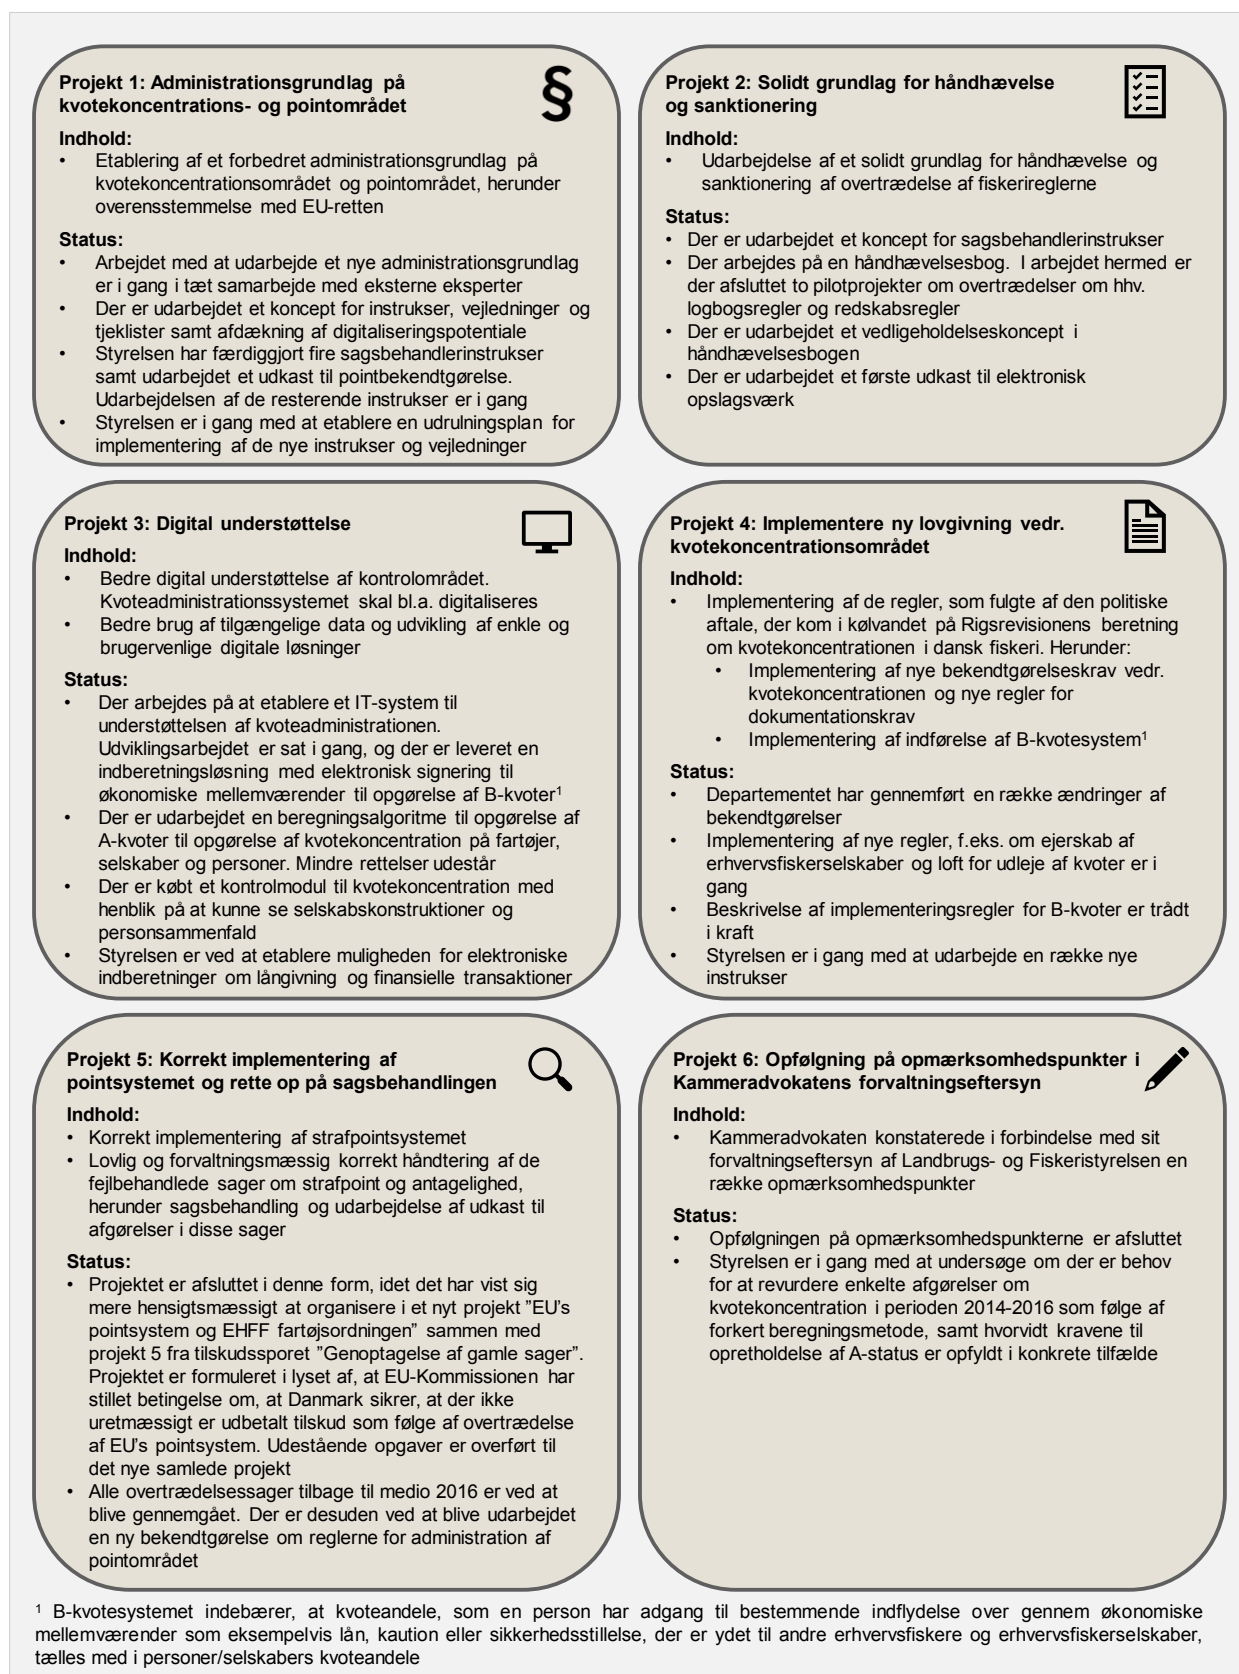 Projekt 1: Administrationsgrundlag på
kvotekoncentrations- og pointområdet
§
Indhold:
• Etablering af et forbedret administrationsgrundlag på
kvotekoncentrationsområdet og pointområdet, herunder
overensstemmelse med EU-retten
Status:
• Arbejdet med at udarbejde et nye administrationsgrundlag
er i gang i tæt samarbejde med eksterne eksperter
• Der er udarbejdet et koncept for instrukser, vejledninger og
tjeklister samt afdækning af digitaliseringspotentiale
• Styrelsen har færdiggjort fire sagsbehandlerinstrukser
samt udarbejdet et udkast til pointbekendtgørelse.
Udarbejdelsen af de resterende instrukser er i gang
• Styrelsen er i gang med at etablere en udrulningsplan for
implementering af de nye instrukser og vejledninger
Projekt 2: Solidt grundlag for håndhævelse
og sanktionering
Indhold:
• Udarbejdelse af et solidt grundlag for håndhævelse og
sanktionering af overtrædelse af fiskerireglerne
Status:
• Der er udarbejdet et koncept for sagsbehandlerinstrukser
• Der arbejdes på en håndhævelsesbog. I arbejdet hermed er
der afsluttet to pilotprojekter om overtrædelser om hhv.
logbogsregler og redskabsregler
• Der er udarbejdet et vedligeholdelseskoncept i
håndhævelsesbogen
• Der er udarbejdet et første udkast til elektronisk
opslagsværk
Projekt 3: Digital understøttelse
Indhold:
• Bedre digital understøttelse af kontrolområdet.
Kvoteadministrationssystemet skal bl.a. digitaliseres
• Bedre brug af tilgængelige data og udvikling af enkle og
brugervenlige digitale løsninger
Status:
• Der arbejdes på at etablere et IT-system til
understøttelsen af kvoteadministrationen.
Udviklingsarbejdet er sat i gang, og der er leveret en
indberetningsløsning med elektronisk signering til
økonomiske mellemværender til opgørelse af B-kvoter¹
• Der er udarbejdet en beregningsalgoritme til opgørelse af
A-kvoter til opgørelse af kvotekoncentration på fartøjer,
selskaber og personer. Mindre rettelser udestår
• Der er købt et kontrolmodul til kvotekoncentration med
henblik på at kunne se selskabskonstruktioner og
personsammenfald
• Styrelsen er ved at etablere muligheden for elektroniske
indberetninger om långivning og finansielle transaktioner
Projekt 4: Implementere ny lovgivning vedr.
kvotekoncentrationsområdet
Indhold:
• Implementering af de regler, som fulgte af den politiske
aftale, der kom i kølvandet på Rigsrevisionens beretning
om kvotekoncentrationen i dansk fiskeri. Herunder:
• Implementering af nye bekendtgørelseskrav vedr.
kvotekoncentrationen og nye regler for
dokumentationskrav
• Implementering af indførelse af B-kvotesystem¹
Status:
• Departementet har gennemført en række ændringer af
bekendtgørelser
• Implementering af nye regler, f.eks. om ejerskab af
erhvervsfiskerselskaber og loft for udleje af kvoter er i
gang
• Beskrivelse af implementeringsregler for B-kvoter er trådt
i kraft
• Styrelsen er i gang med at udarbejde en række nye
instrukser
Projekt 5: Korrekt implementering af
pointsystemet og rette op på sagsbehandlingen
Indhold:
• Korrekt implementering af strafpointsystemet
• Lovlig og forvaltningsmæssig korrekt håndtering af de
fejlbehandlede sager om strafpoint og antagelighed,
herunder sagsbehandling og udarbejdelse af udkast til
afgørelser i disse sager
Status:
• Projektet er afsluttet i denne form, idet det har vist sig
mere hensigtsmæssigt at organisere i et nyt projekt ”EU’s
pointsystem og EHFF fartøjsordningen” sammen med
projekt 5 fra tilskudssporet ”Genoptagelse af gamle sager”.
Projektet er formuleret i lyset af, at EU-Kommissionen har
stillet betingelse om, at Danmark sikrer, at der ikke
uretmæssigt er udbetalt tilskud som følge af overtrædelse
af EU’s pointsystem. Udestående opgaver er overført til
det nye samlede projekt
• Alle overtrædelsessager tilbage til medio 2016 er ved at
blive gennemgået. Der er desuden ved at blive udarbejdet
en ny bekendtgørelse om reglerne for administration af
pointområdet
Projekt 6: Opfølgning på opmærksomhedspunkter i
Kammeradvokatens forvaltningseftersyn
Indhold:
• Kammeradvokaten konstaterede i forbindelse med sit
forvaltningseftersyn af Landbrugs- og Fiskeristyrelsen en
række opmærksomhedspunkter
Status:
• Opfølgningen på opmærksomhedspunkterne er afsluttet
• Styrelsen er i gang med at undersøge om der er behov
for at revurdere enkelte afgørelser om
kvotekoncentration i perioden 2014-2016 som følge af
forkert beregningsmetode, samt hvorvidt kravene til
opretholdelse af A-status er opfyldt i konkrete tilfælde
¹ B-kvotesystemet indebærer, at kvoteandele, som en person har adgang til bestemmende indflydelse over gennem økonomiske
mellemværender som eksempelvis lån, kaution eller sikkerhedsstillelse, der er ydet til andre erhvervsfiskere og erhvervsfiskerselskaber,
tælles med i personer/selskabers kvoteandele